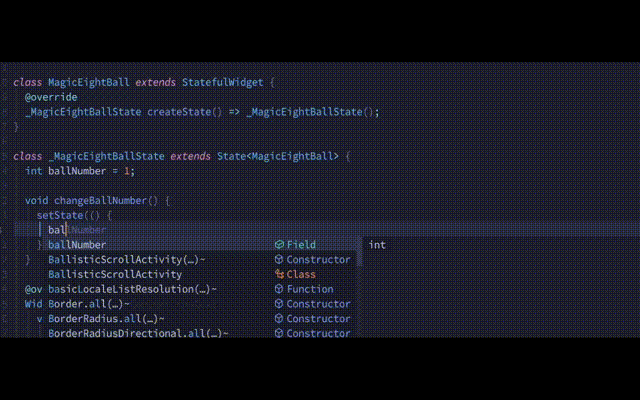 class MagicEightBall extends StatefulWidget {
@override
_MagicEightBallState createState() => _MagicEightBallState();
}
class _MagicEightBallState extends State<MagicEightBall> {
int ballNumber = 1;
void changeBallNumber() {
setState(() {
ballNumber
} ballNumber Field int
} BallisticScrollActivity(…)~ Constructor
BallisticScrollActivity Class
@ov basicLocaleListResolution(…)~ Function
Wid Border.all(…)~ Constructor
v BorderRadius.all(…)~ Constructor
BorderRadiusDirectional.all(…)~ Constructor